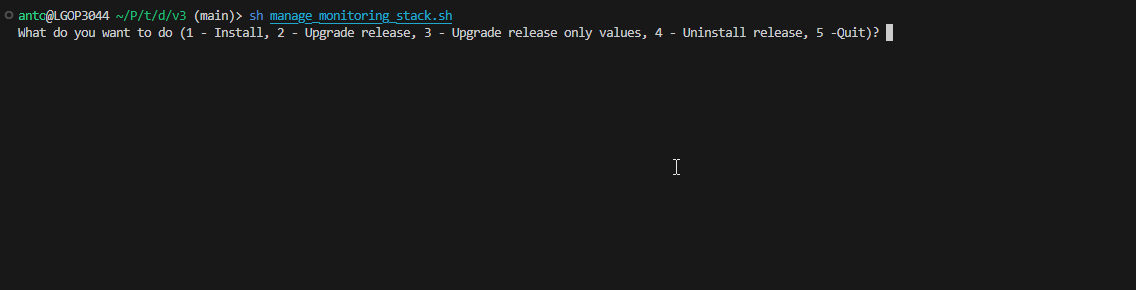 antc@LGOP3044 ~/P/t/d/v3 (main)> sh manage_monitoring_stack.sh
What do you want to do (1 - Install, 2 - Upgrade release, 3 - Upgrade release only values, 4 - Uninstall release, 5 -Quit)?